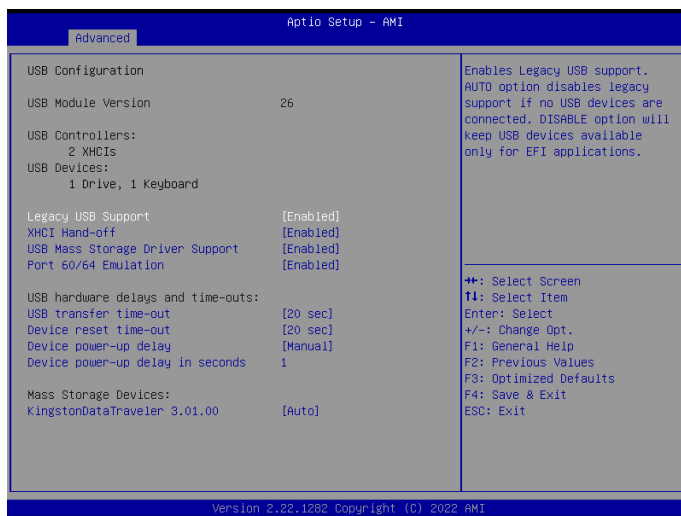 Aptio Setup - AMI
Advanced
USB Configuration
USB Module Version 26
USB Controllers:
2 XHCIs
USB Devices:
1 Drive, 1 Keyboard
Legacy USB Support [Enabled]
XHCI Hand-off [Enabled]
USB Mass Storage Driver Support [Enabled]
Port 60/64 Emulation [Enabled]
USB hardware delays and time-outs:
USB transfer time-out [20 sec]
Device reset time-out [20 sec]
Device power-up delay [Manual]
Device power-up delay in seconds 1
Mass Storage Devices:
KingstonDataTraveler 3.01.00 [Auto]
Enables Legacy USB support.
AUTO option disables legacy
support if no USB devices are
connected. DISABLE option will
keep USB devices available
only for EFI applications.
→←: Select Screen
↑↓: Select Item
Enter: Select
+/-: Change Opt.
F1: General Help
F2: Previous Values
F3: Optimized Defaults
F4: Save & Exit
ESC: Exit
Version 2.22.1282 Copyright (C) 2022 AMI